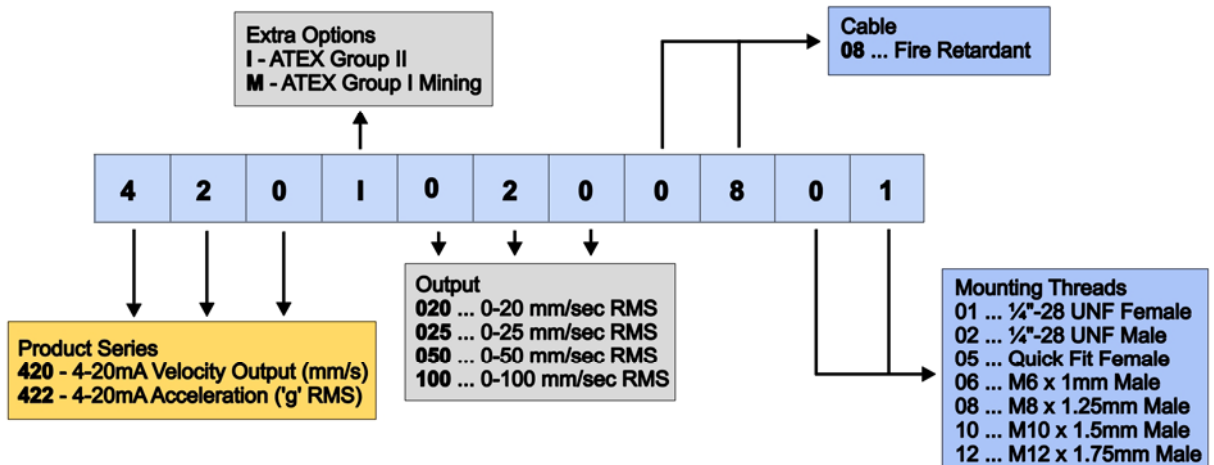 Extra Options
I - ATEX Group II
M - ATEX Group I Mining
Cable
08 ... Fire Retardant
4 2 0 I 0 2 0 0 8 0 1
Product Series
420 - 4-20mA Velocity Output (mm/s)
422 - 4-20mA Acceleration ('g' RMS)
Output
020 ... 0-20 mm/sec RMS
025 ... 0-25 mm/sec RMS
050 ... 0-50 mm/sec RMS
100 ... 0-100 mm/sec RMS
Mounting Threads
01 ... ¼"-28 UNF Female
02 ... ¼"-28 UNF Male
05 ... Quick Fit Female
06 ... M6 x 1mm Male
08 ... M8 x 1.25mm Male
10 ... M10 x 1.5mm Male
12 ... M12 x 1.75mm Male